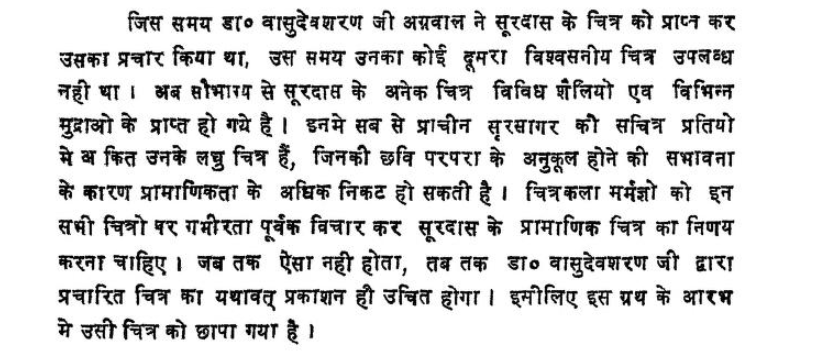 जिस समय डा० वासुदेवशरण जी अग्रवाल ने सूरदास के चित्र को प्राप्त कर
उसका प्रचार किया था, उस समय उनका कोई दूमरा विश्वसनीय चित्र उपलब्ध
नही था । अब सौभाग्य से सूरदास के अनेक चित्र विविध शैलियो एव विभिन्न
मुद्राओ के प्राप्त हो गये है । इनमे सब से प्राचीन सूरसागर की सचित्र प्रतियो
मे अ कित उनके लघु चित्र हैं, जिनकी छवि परपरा के अनुकूल होने की सभावना
के कारण प्रामाणिकता के अधिक निकट हो सकती है । चित्रकला मर्मज्ञो को इन
सभी चित्रो पर गभीरता पूर्वक विचार कर सूरदास के प्रामाणिक चित्र का निणय
करना चाहिए । जब तक ऐसा नही होता, तब तक डा० वासुदेवशरण जी द्वारा
प्रचारित चित्र का यथावत् प्रकाशन ही उचित होगा । इमीलिए इस ग्रथ के आरभ
मे उसी चित्र को छापा गया है ।